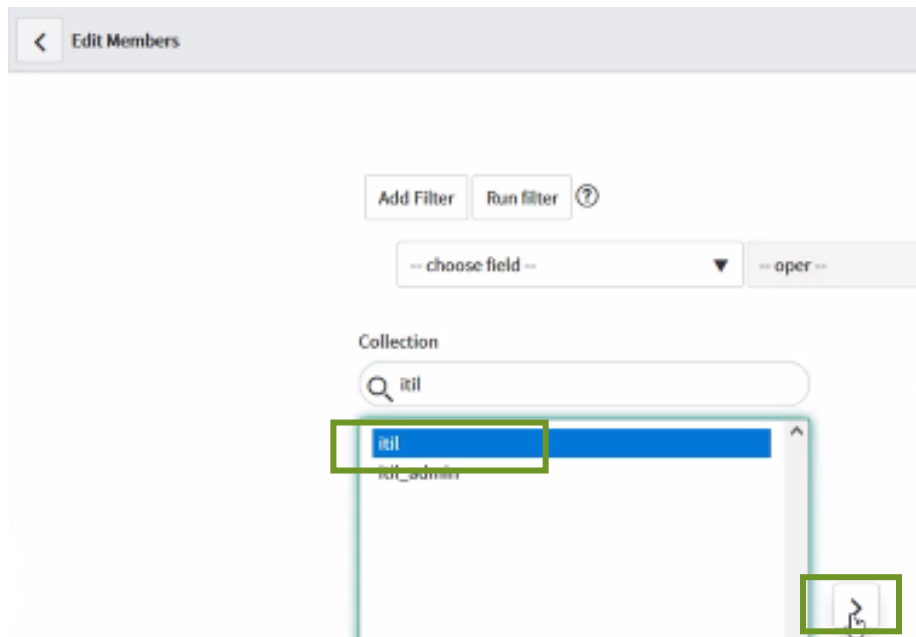 Edit Members
Add Filter Run filter ?
-- choose field -- -- oper --
Collection
itil
itil
itil_admin